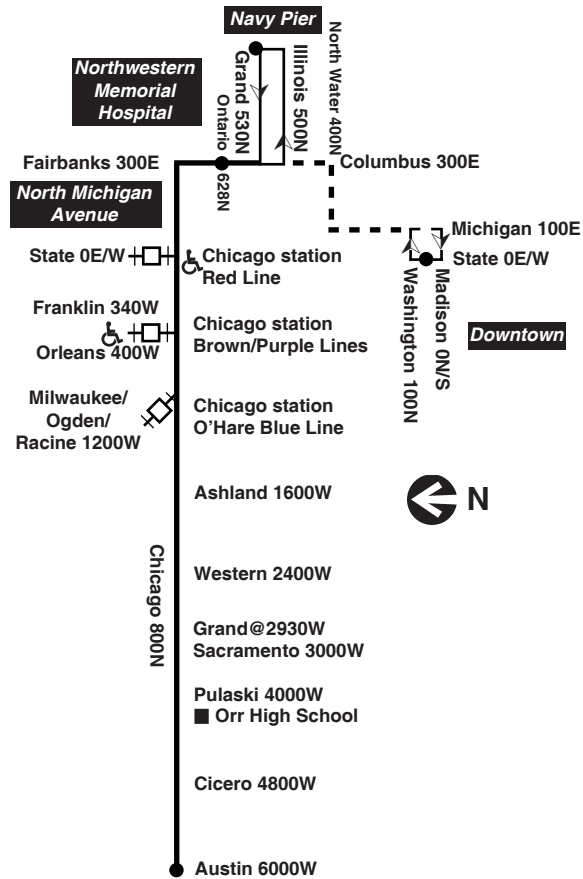 Navy Pier
Northwestern
Memorial
Hospital
Grand 530N
Illinois 500N
North Water 400N
Ontario
628N
Fairbanks 300E
Columbus 300E
North Michigan
Avenue
Michigan 100E
State 0E/W
Chicago station
Red Line
State 0E/W
Washington 100N
Madison 0N/S
Downtown
Franklin 340W
Orleans 400W
Chicago station
Brown/Purple Lines
Milwaukee/
Ogden/
Racine 1200W
Chicago station
O'Hare Blue Line
Ashland 1600W
N
Chicago 800N
Western 2400W
Grand@2930W
Sacramento 3000W
Pulaski 4000W
Orr High School
Cicero 4800W
Austin 6000W